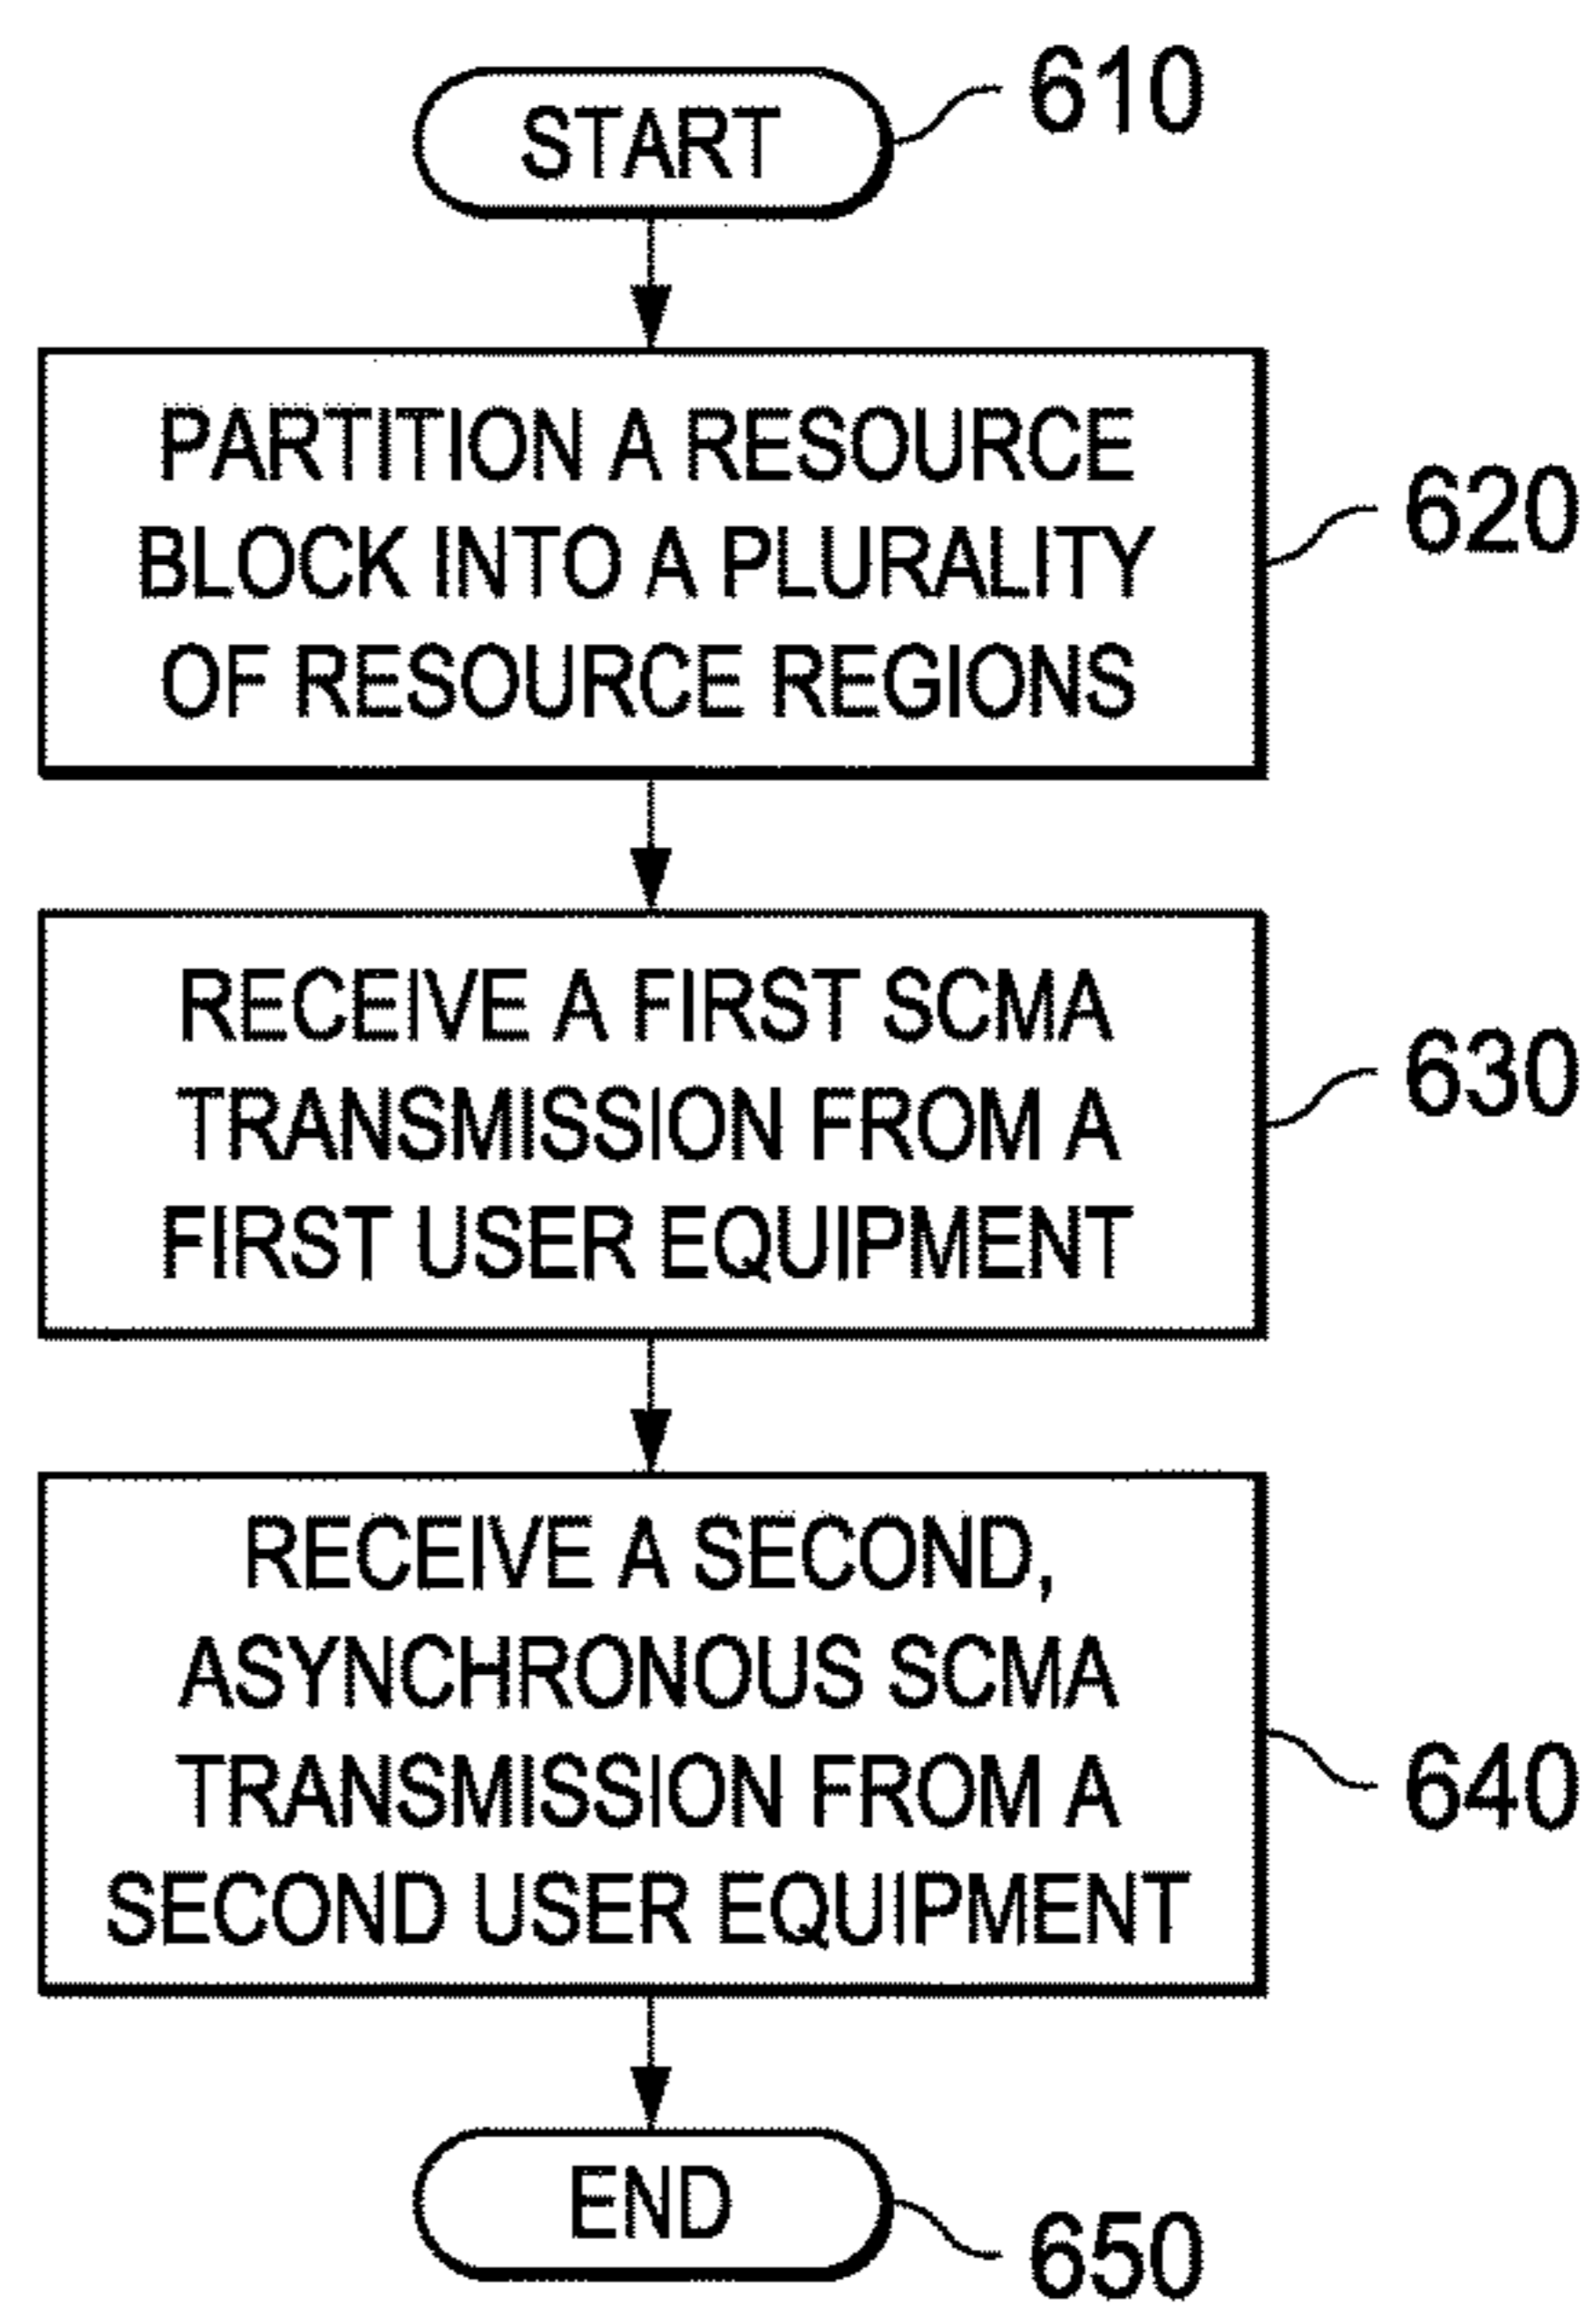 START
610
PARTITION A RESOURCE
BLOCK INTO A PLURALITY
OF RESOURCE REGIONS
620
RECEIVE A FIRST SCMA
TRANSMISSION FROM A
FIRST USER EQUIPMENT
630
RECEIVE A SECOND,
ASYNCHRONOUS SCMA
TRANSMISSION FROM A
SECOND USER EQUIPMENT
640
END
650